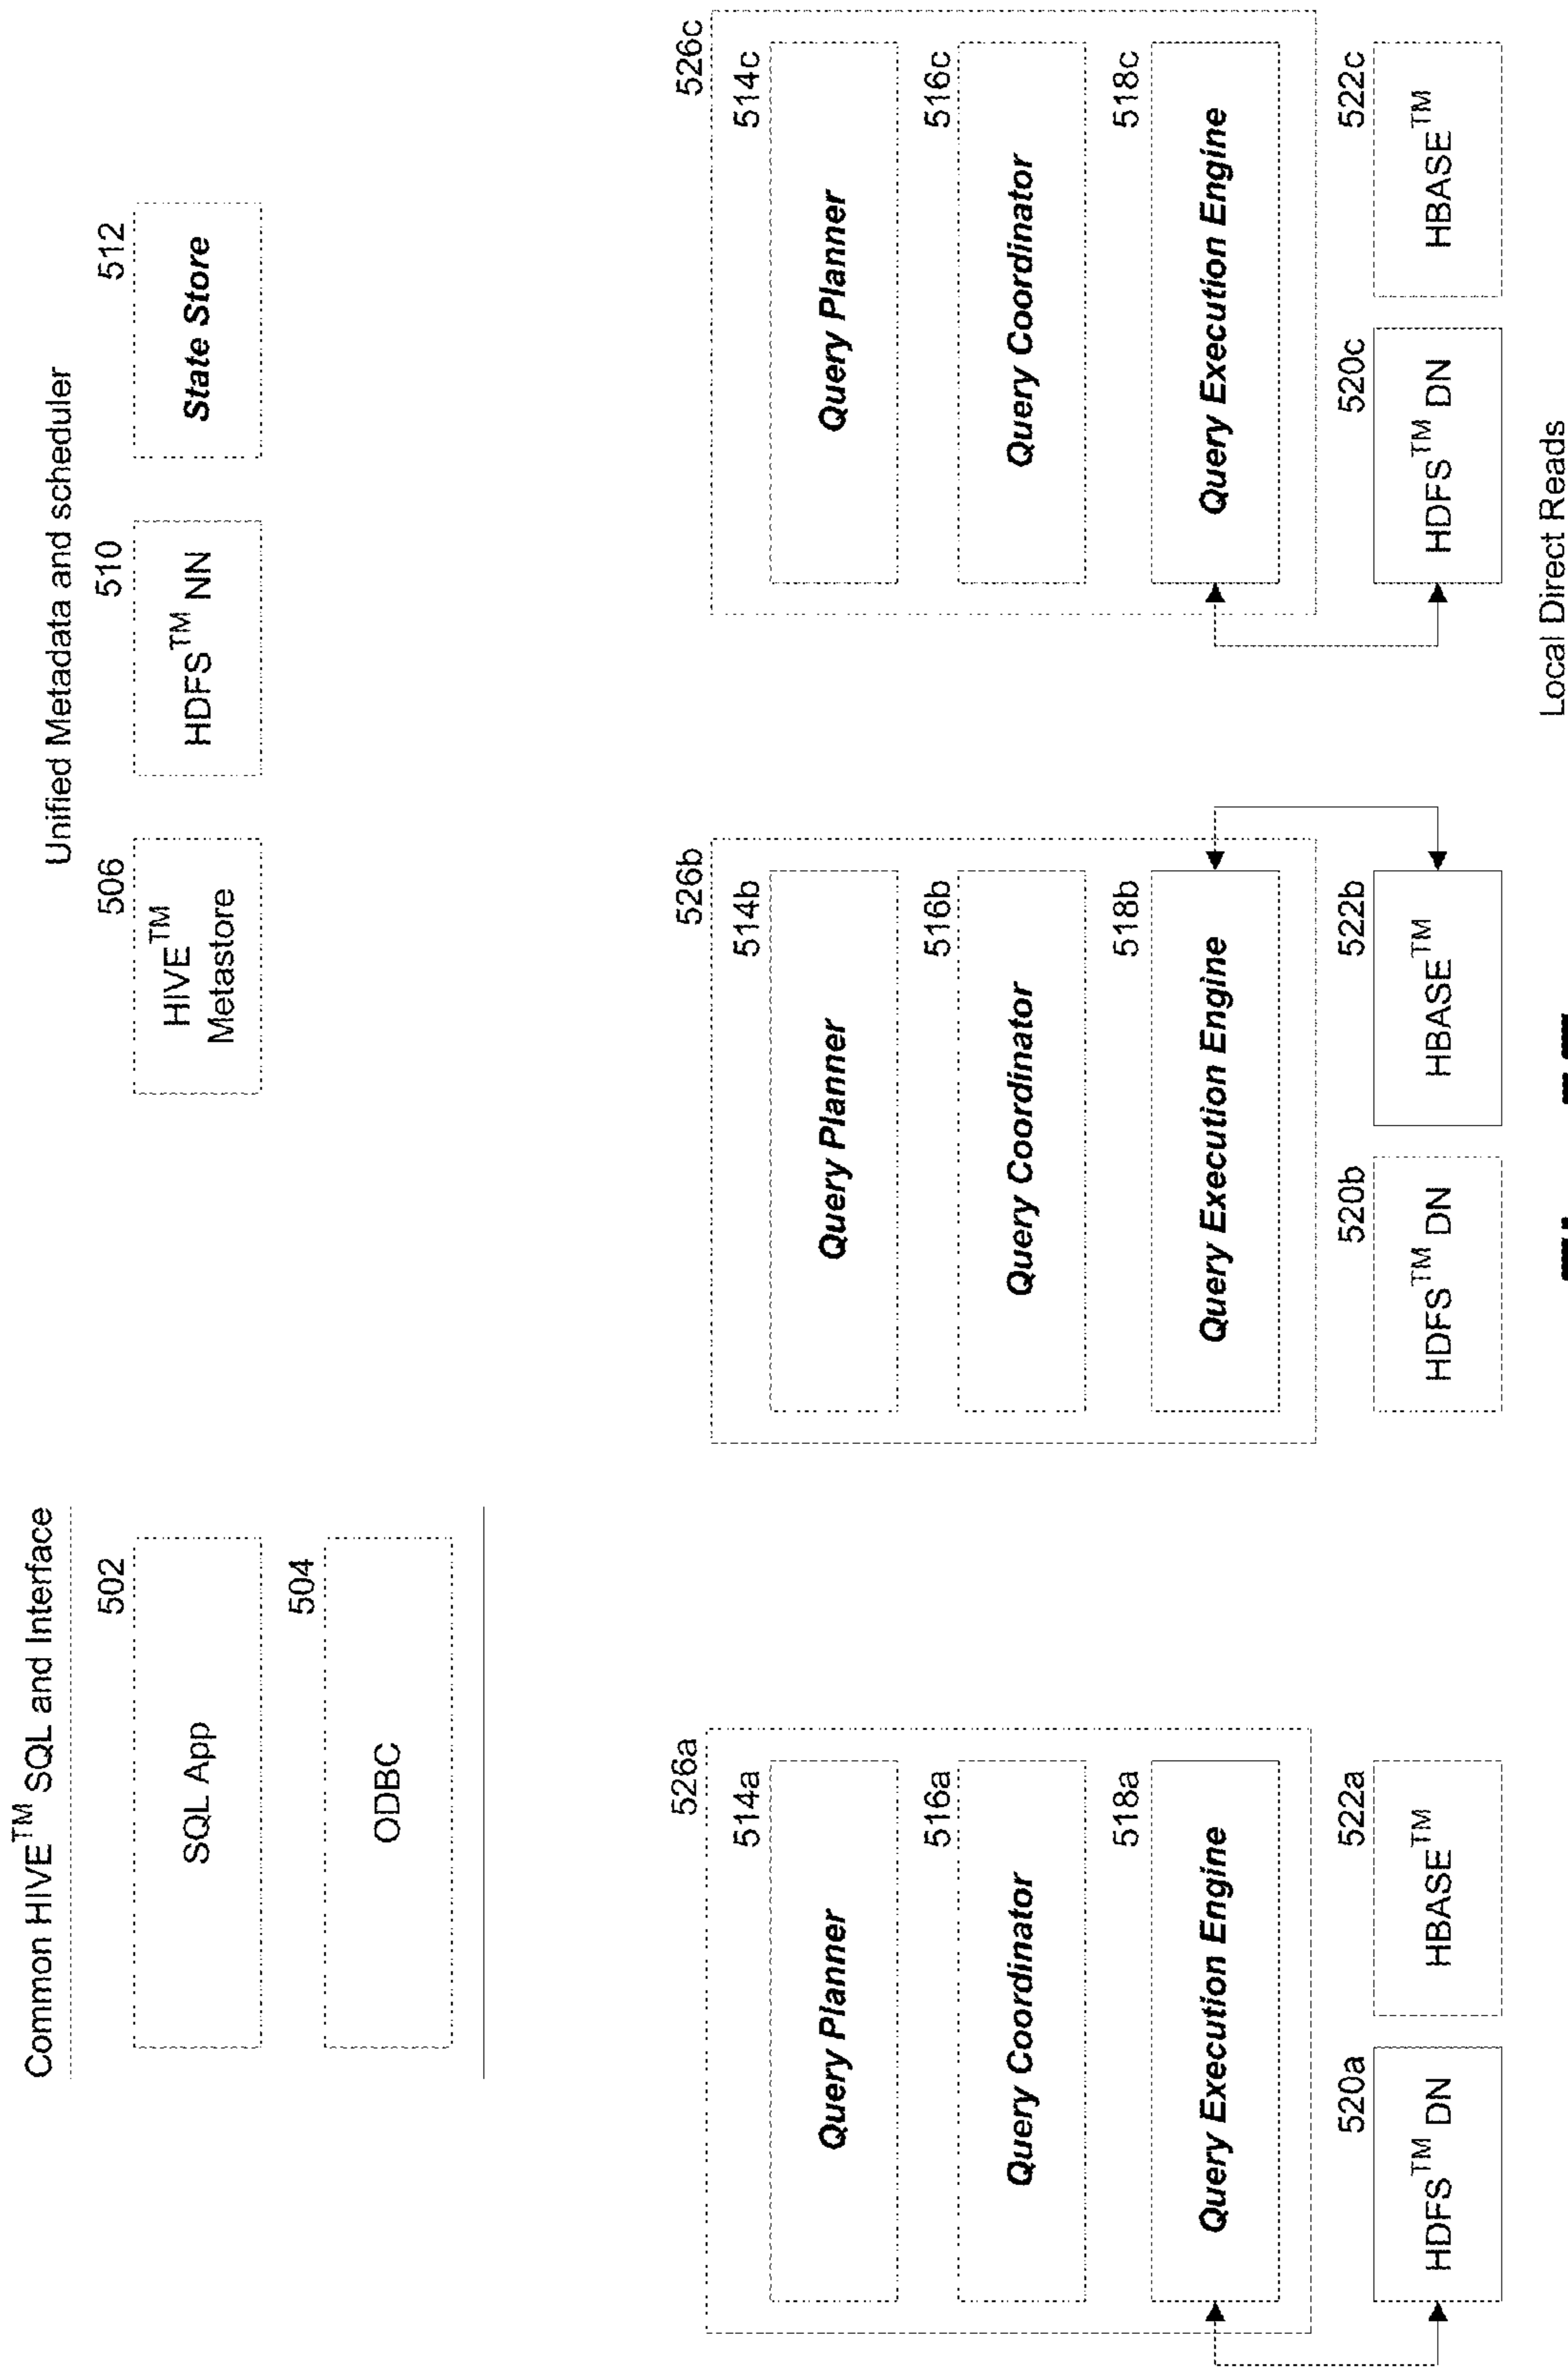 Common HIVE™ SQL and Interface
502
SQL App
504
ODBC
Unified Metadata and scheduler
506
HIVE™
Metastore
510
HDFS™ NN
512
State Store
526a
514a
Query Planner
516a
Query Coordinator
518a
Query Execution Engine
520a
HDFS™ DN
522a
HBASE™
526b
514b
Query Planner
516b
Query Coordinator
518b
Query Execution Engine
520b
HDFS™ DN
522b
HBASE™
526c
514c
Query Planner
516c
Query Coordinator
518c
Query Execution Engine
520c
HDFS™ DN
522c
HBASE™
Local Direct Reads